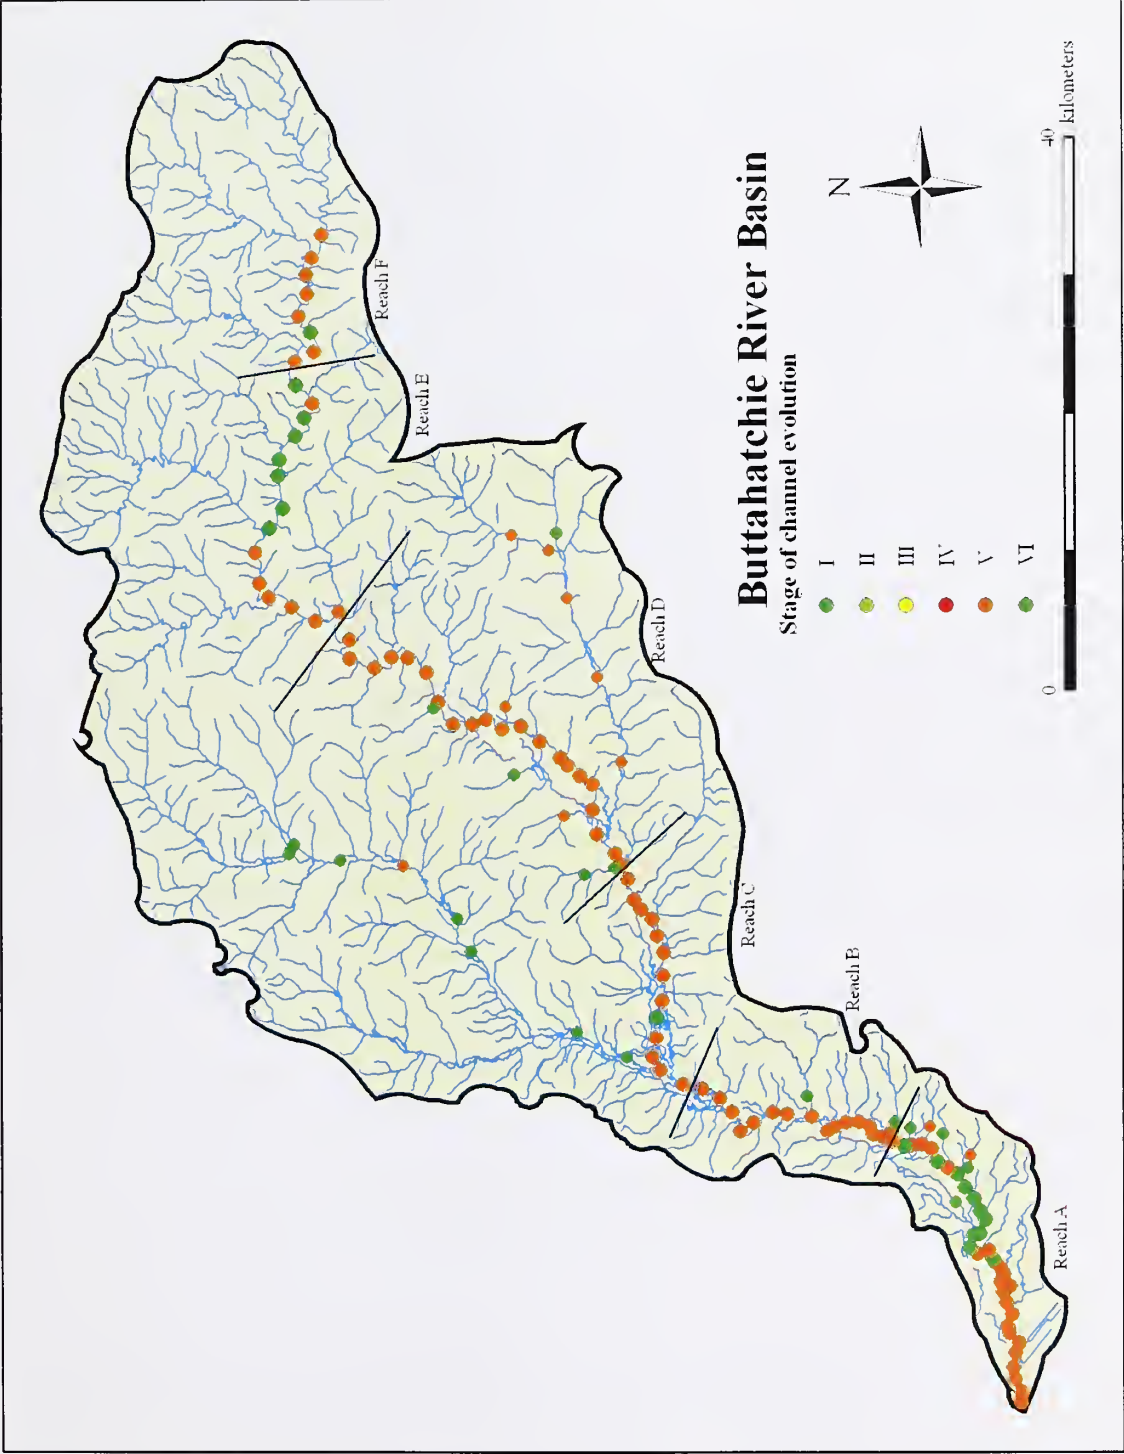 Buttahatchie River Basin
Stage of channel evolution
I
II
III
IV
V
VI
N
0
40
kilometers
Reach A
Reach B
Reach C
Reach D
Reach E
Reach F